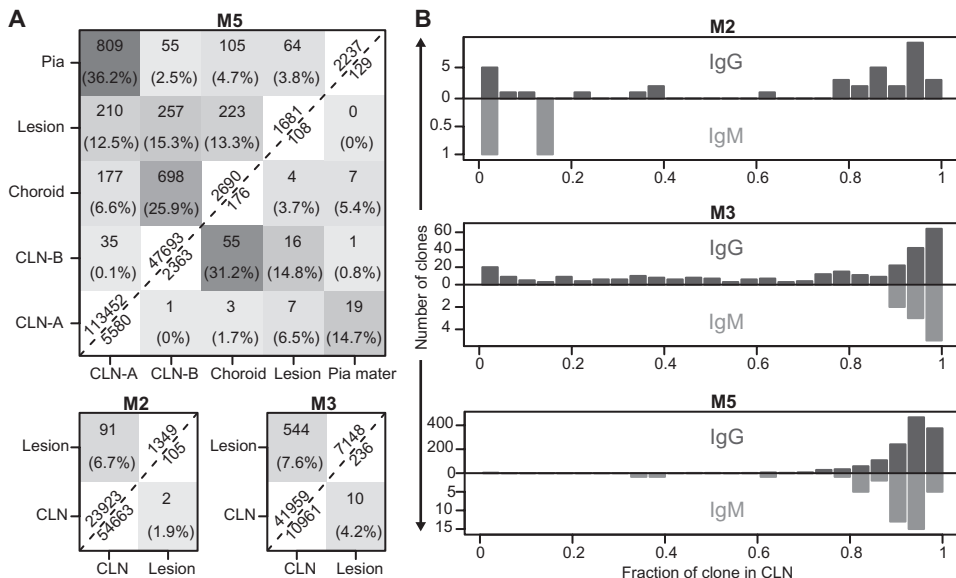 A
M5
Pia
809 55 105 64 2237
129
(36.2%) (2.5%) (4.7%) (3.8%)
Lesion
210 257 223 1681 0
108
(12.5%) (15.3%) (13.3%) (0%)
Choroid
177 698 2690 4 7
176
(6.6%) (25.9%) (3.7%) (5.4%)
CLN-B
35 47693 55 16 1
2363
(0.1%) (31.2%) (14.8%) (0.8%)
CLN-A
113452 1 3 7 19
5580
(0%) (1.7%) (6.5%) (14.7%)
CLN-A CLN-B Choroid Lesion Pia mater
M2
Lesion
91 1349
105
(6.7%)
CLN
23923 2
54663
(1.9%)
CLN Lesion
M3
Lesion
544 7148
236
(7.6%)
CLN
41959 10
10961
(4.2%)
CLN Lesion
B
Number of clones
M2
IgG
5
0
IgM
0.5
1
0 0.2 0.4 0.6 0.8 1
M3
IgG
60
40
20
0
IgM
2
4
0 0.2 0.4 0.6 0.8 1
M5
IgG
400
200
0
IgM
5
10
15
0 0.2 0.4 0.6 0.8 1
Fraction of clone in CLN